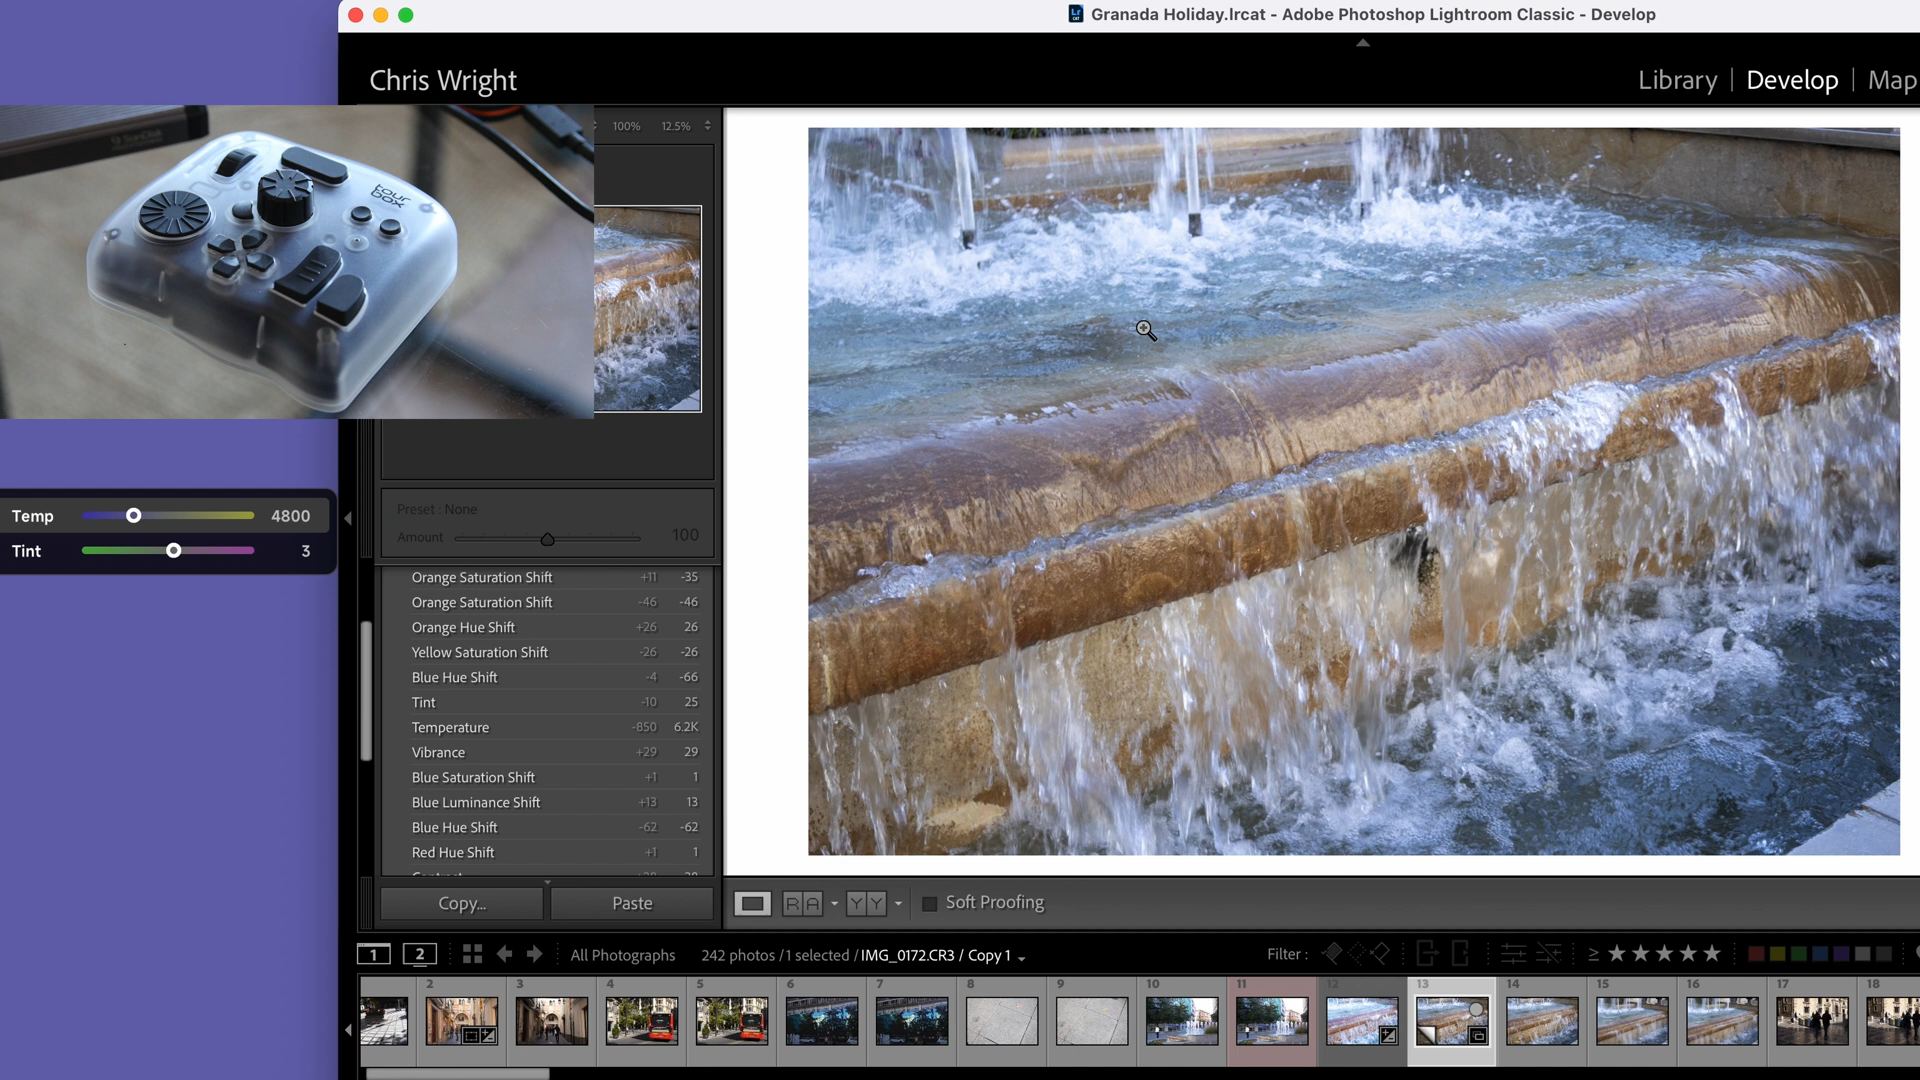 Granada Holiday.lrcat - Adobe Photoshop Lightroom Classic - Develop
Chris Wright
Library | Develop | Map
SanDisk
tour
box
100% 12.5%
Temp 4800
Tint 3
Preset : None
Amount 100
Orange Saturation Shift +11 -35
Orange Saturation Shift -46 -46
Orange Hue Shift +26 26
Yellow Saturation Shift -26 -26
Blue Hue Shift -4 -66
Tint -10 25
Temperature -850 6.2K
Vibrance +29 29
Blue Saturation Shift +1 1
Blue Luminance Shift +13 13
Blue Hue Shift -62 -62
Red Hue Shift +1 1
Copy... Paste
R A Y Y Soft Proofing
1 2 All Photographs 242 photos / 1 selected / IMG_0172.CR3 / Copy 1 Filter : ≥ ★ ★ ★ ★ ★
2 3 4 5 6 7 8 9 10 11 12 13 14 15 16 17 18